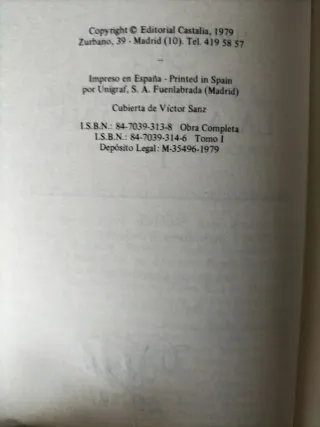 Copyright © Editorial Castalia, 1979
Zurbano, 39 - Madrid (10). Tel. 419 58 57
Impreso en España - Printed in Spain
por Unigraf, S. A. Fuenlabrada (Madrid)
Cubierta de Víctor Sanz
I.S.B.N.: 84-7039-313-8 Obra Completa
I.S.B.N.: 84-7039-314-6 Tomo I
Depósito Legal: M-35496-1979